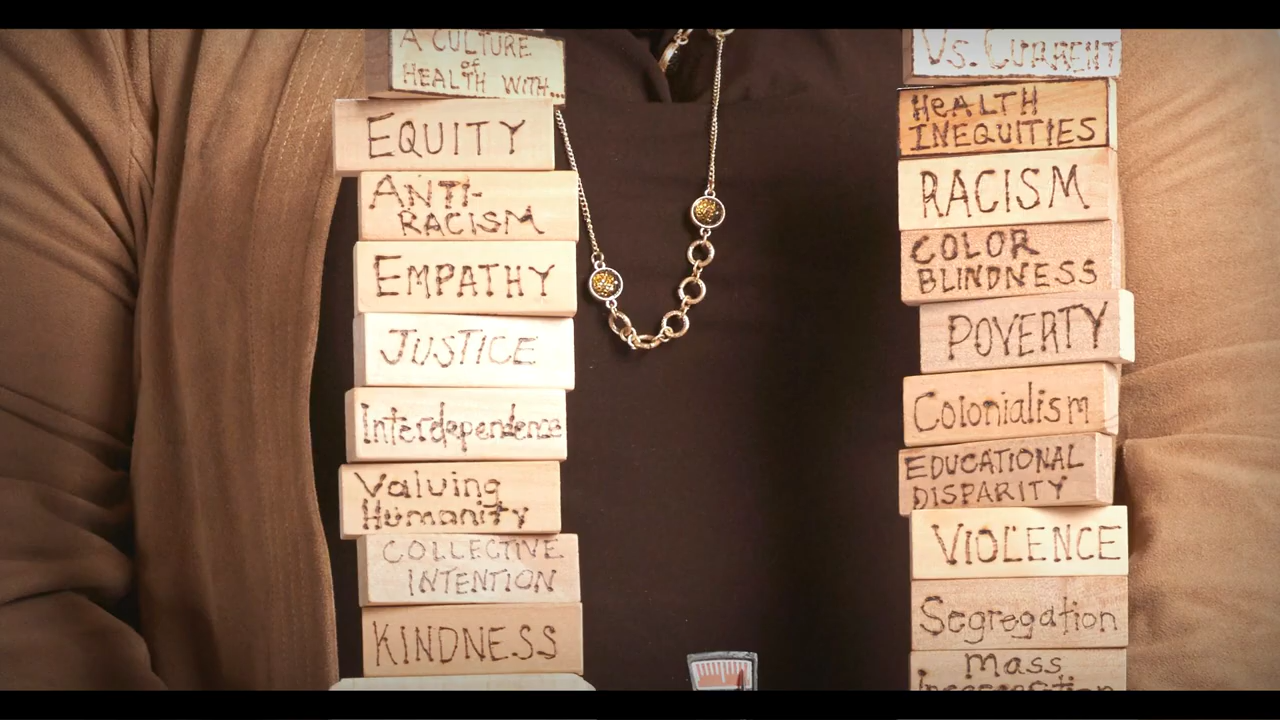 A CULTURE
of
HEALTH WITH...
EQUITY
ANTI-
RACISM
EMPATHY
JUSTICE
Interdependence
Valuing
Humanity
COLLECTIVE
INTENTION
KINDNESS
VS. CURRENT
HEALTH
INEQUITIES
RACISM
COLOR
BLINDNESS
POVERTY
Colonialism
EDUCATIONAL
DISPARITY
VIOLENCE
Segregation
Mass